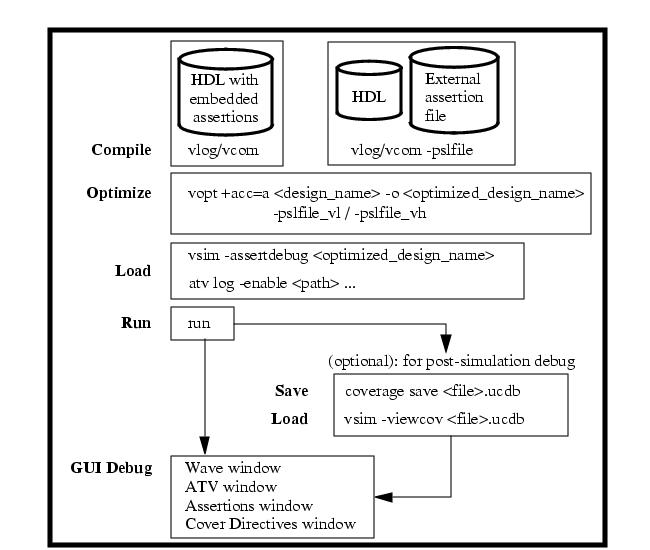 HDL with
embedded
assertions
HDL
External
assertion
file
Compile
vlog/vcom
vlog/vcom -pslfile
Optimize
vopt +acc=a <design_name> -o <optimized_design_name>
-pslfile_vl / -pslfile_vh
Load
vsim -assertdebug <optimized_design_name>
atv log -enable <path> ...
Run
run
(optional): for post-simulation debug
Save
coverage save <file>.ucdb
Load
vsim -viewcov <file>.ucdb
GUI Debug
Wave window
ATV window
Assertions window
Cover Directives window